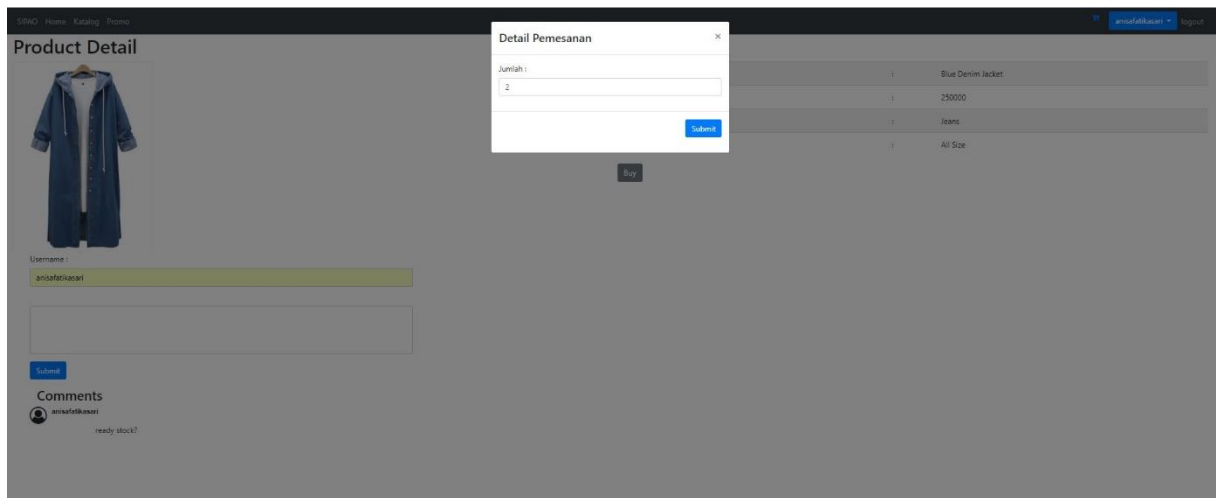 SIPAO Home Katalog Promo anisafatikasari logout
Product Detail
Detail Pemesanan ×
Jumlah :
2
Submit
: Blue Denim Jacket
: 250000
: Jeans
: All Size
Buy
Username :
anisafatikasari
Submit
Comments
anisafatikasari
ready stock?